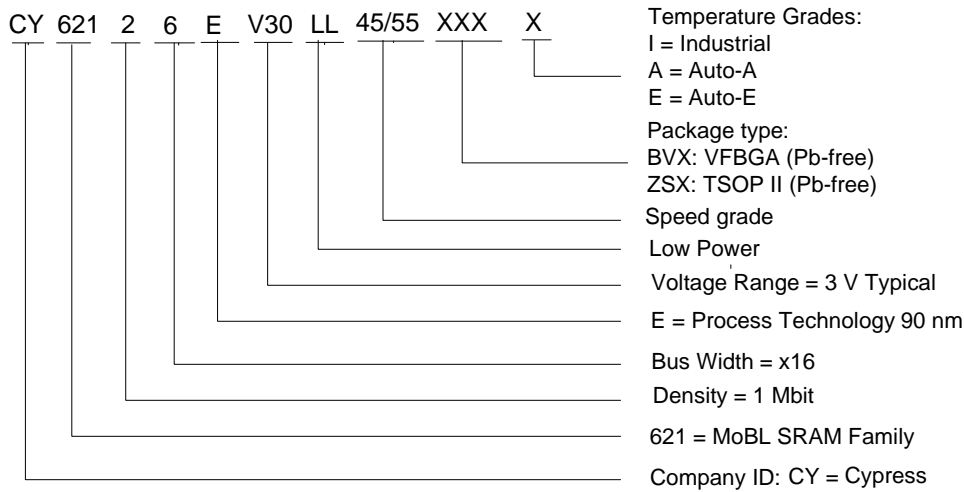 CY 621 2 6 E V30 LL 45/55 XXX X
Temperature Grades:
I = Industrial
A = Auto-A
E = Auto-E
Package type:
BVX: VFBGA (Pb-free)
ZSX: TSOP II (Pb-free)
Speed grade
Low Power
Voltage Range = 3 V Typical
E = Process Technology 90 nm
Bus Width = x16
Density = 1 Mbit
621 = MoBL SRAM Family
Company ID: CY = Cypress